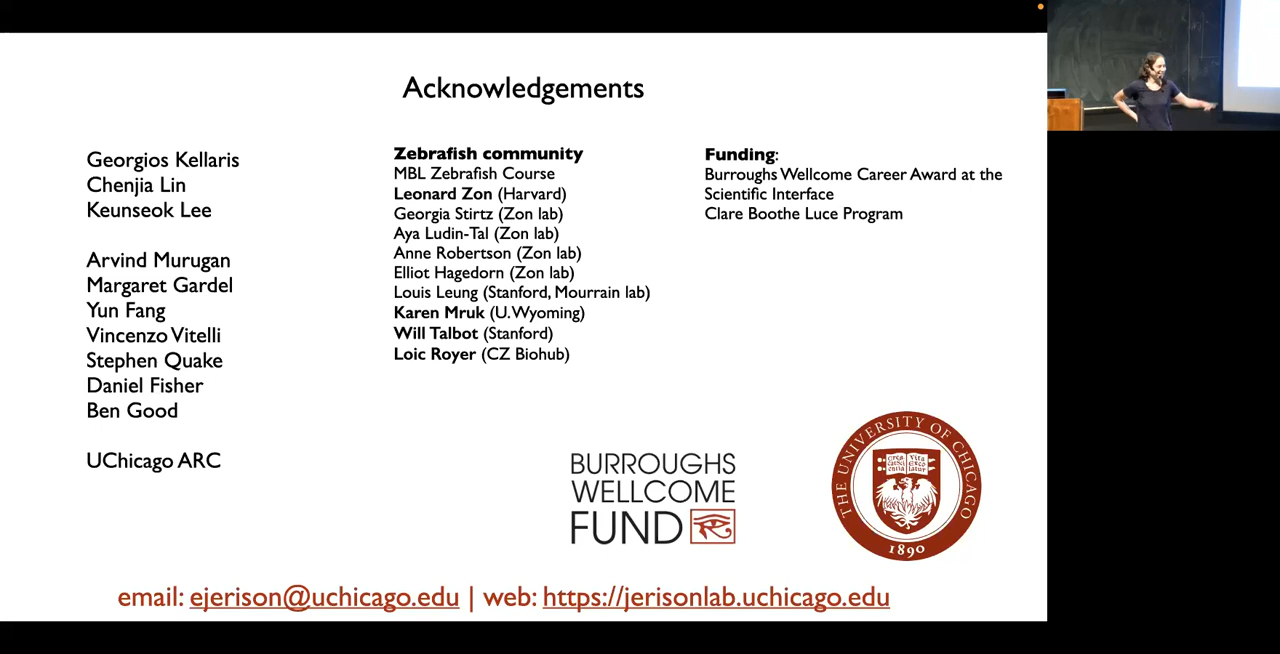 Acknowledgements
Georgios Kellaris
Chenjia Lin
Keunseok Lee
Arvind Murugan
Margaret Gardel
Yun Fang
Vincenzo Vitelli
Stephen Quake
Daniel Fisher
Ben Good
UChicago ARC
Zebrafish community
MBL Zebrafish Course
Leonard Zon (Harvard)
Georgia Stirtz (Zon lab)
Aya Ludin-Tal (Zon lab)
Anne Robertson (Zon lab)
Elliot Hagedorn (Zon lab)
Louis Leung (Stanford, Mourrain lab)
Karen Mruk (U. Wyoming)
Will Talbot (Stanford)
Loic Royer (CZ Biohub)
Funding:
Burroughs Wellcome Career Award at the
Scientific Interface
Clare Boothe Luce Program
BURROUGHS
WELLCOME
FUND
THE UNIVERSITY OF CHICAGO
1890
email: ejerison@uchicago.edu | web: https://jerisonlab.uchicago.edu